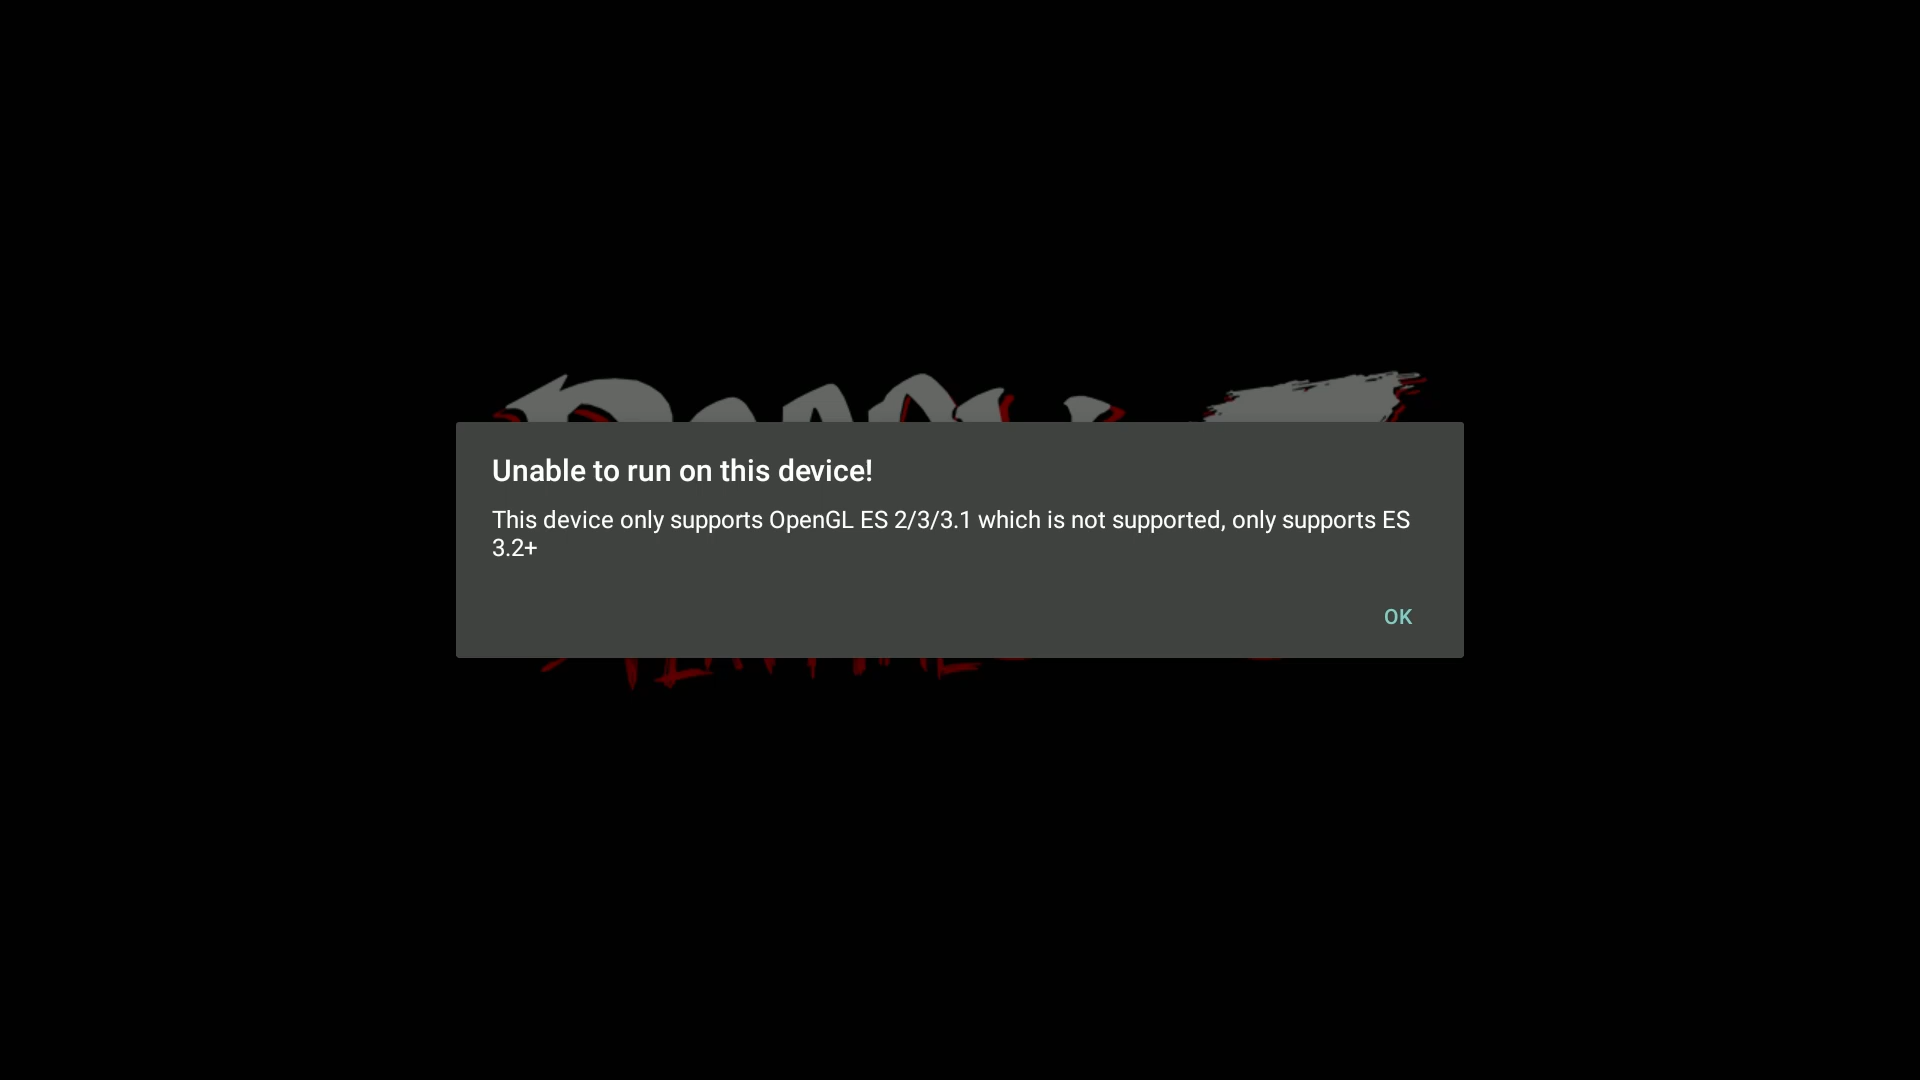 Unable to run on this device!
This device only supports OpenGL ES 2/3/3.1 which is not supported, only supports ES
3.2+
OK